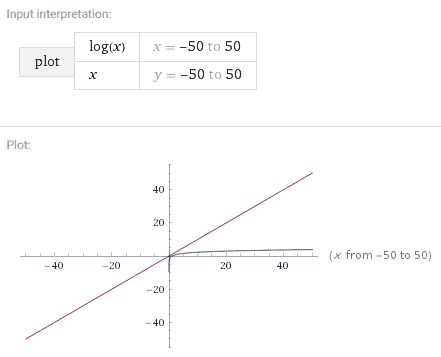 Input interpretation:
plot
log(x) x = −50 to 50
x y = −50 to 50
Plot:
40
20
−40 −20 20 40 (x from −50 to 50)
−20
−40